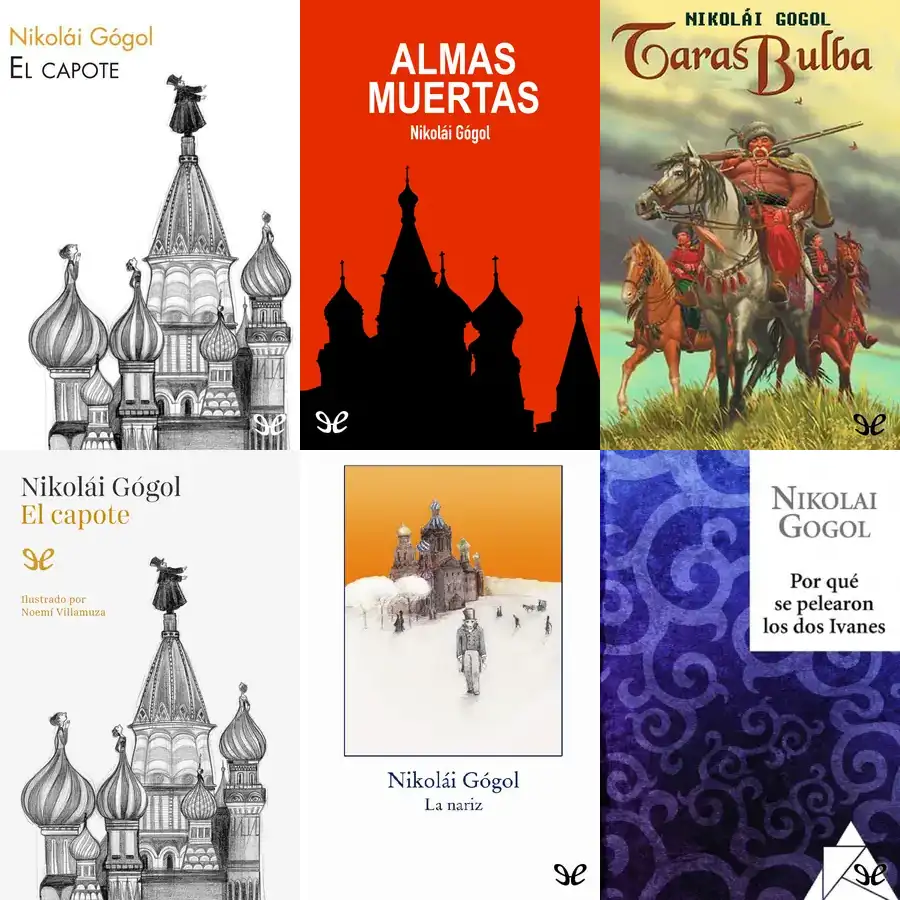 Nikolái Gógol
EL CAPOTE
ALMAS
MUERTAS
Nikolái Gógol
NIKOLÁI GOGOL
Taras Bulba
Nikolái Gógol
El capote
Ilustrado por
Noemí Villamuza
Nikolái Gógol
La nariz
NIKOLAI
GOGOL
Por qué
se pelearon
los dos Ivanes